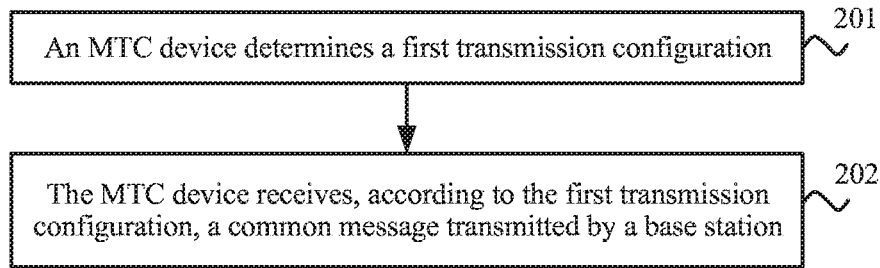 201
An MTC device determines a first transmission configuration
202
The MTC device receives, according to the first transmission
configuration, a common message transmitted by a base station